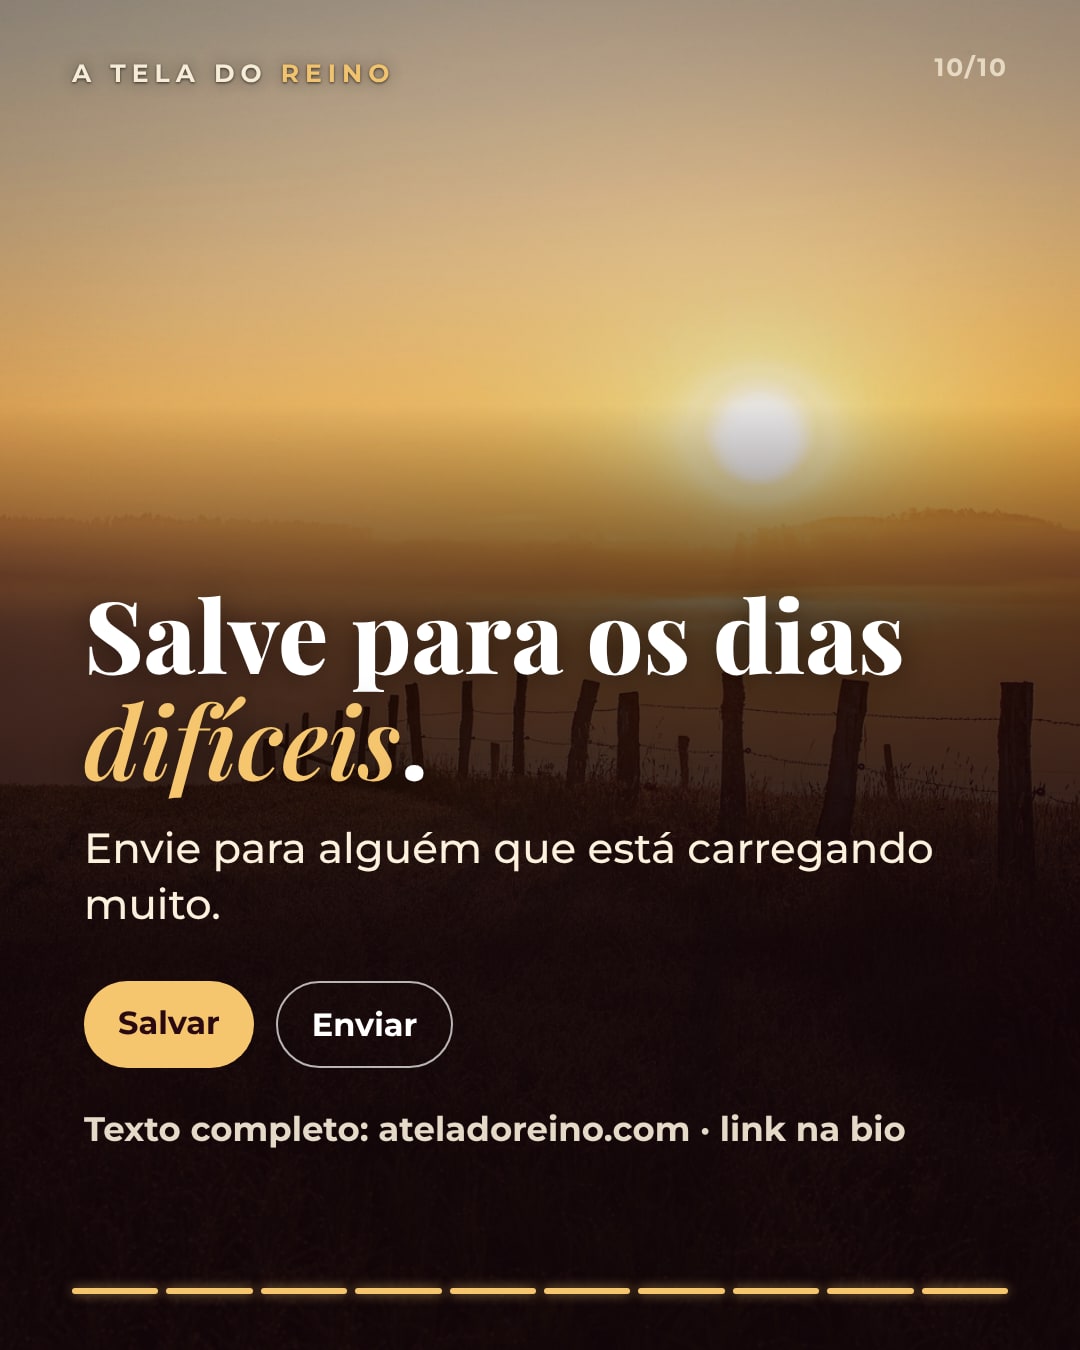 A TELA DO REINO
10/10
Salve para os dias
difíceis.
Envie para alguém que está carregando
muito.
Salvar
Enviar
Texto completo: ateladoreino.com · link na bio